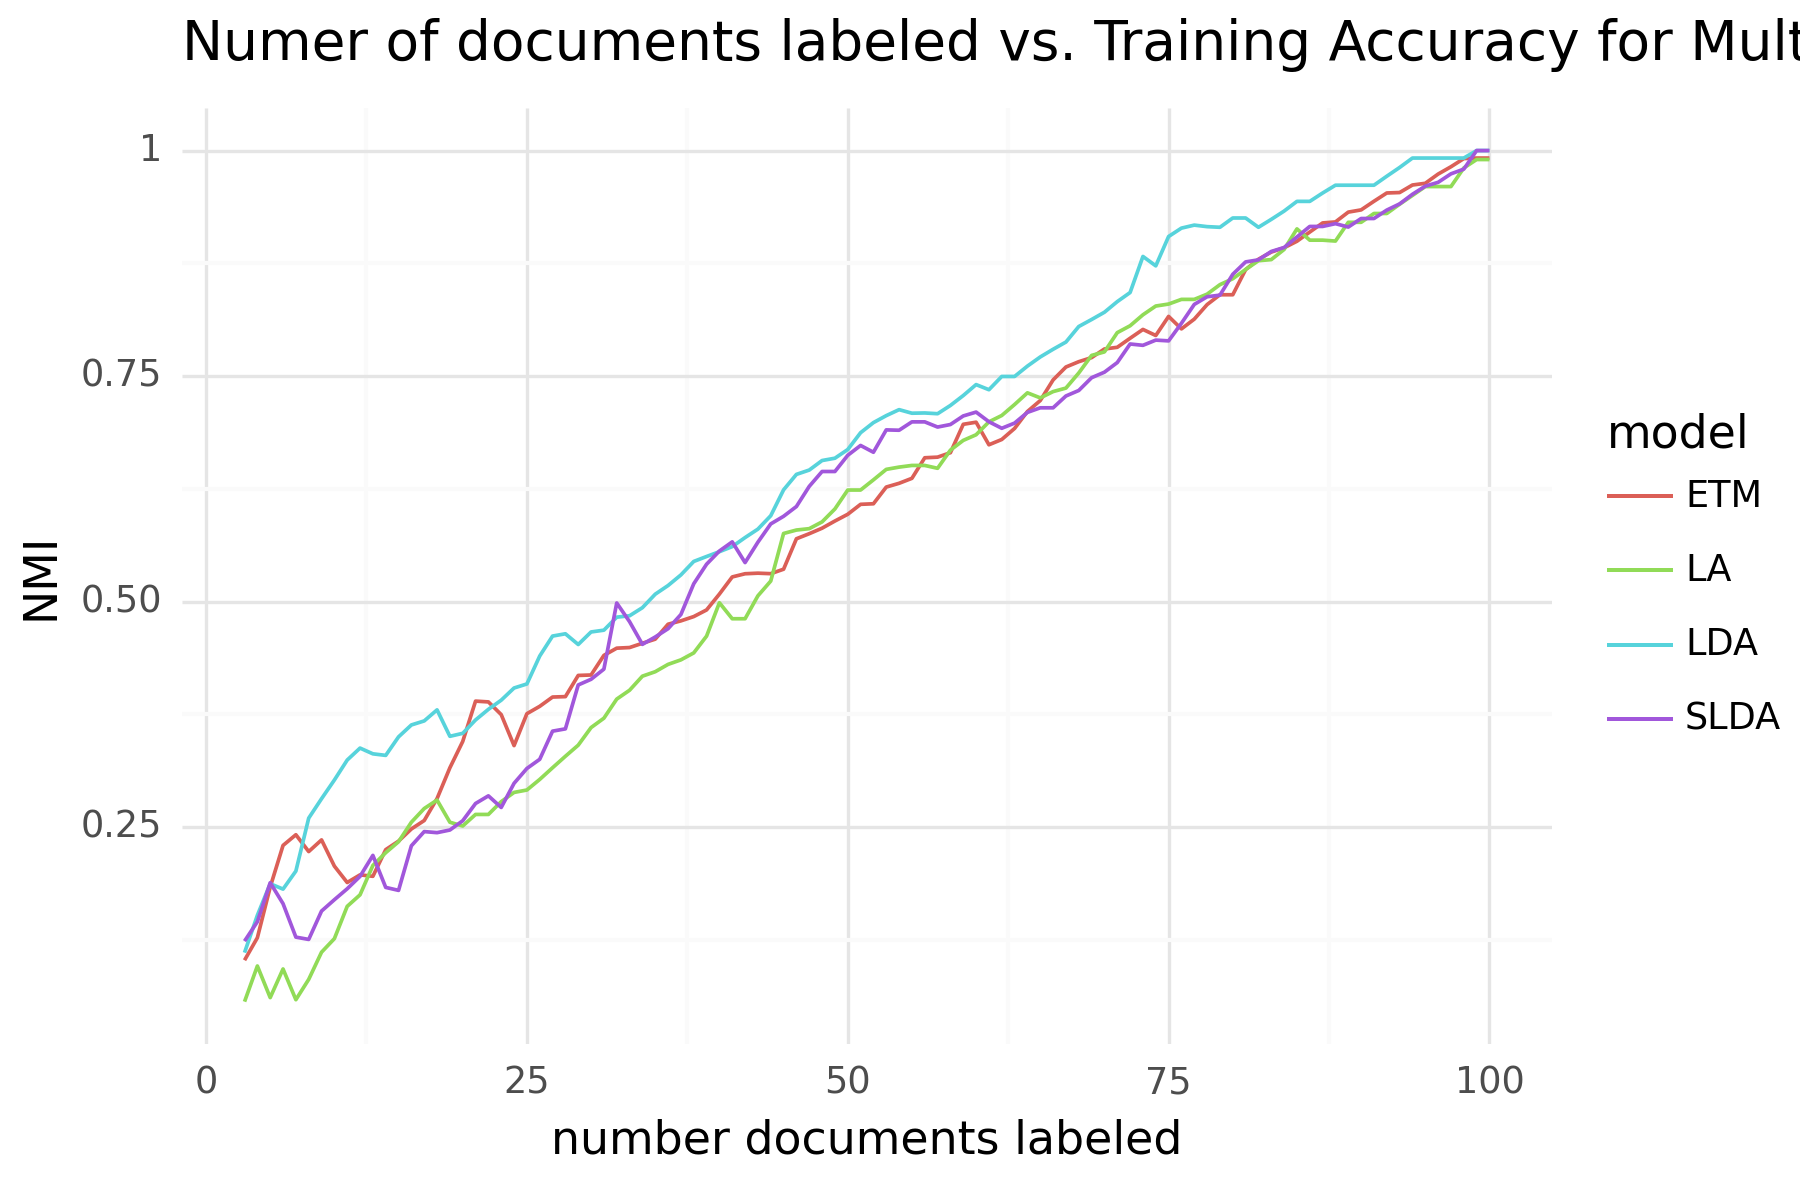 Numer of documents labeled vs. Training Accuracy for Mult
1
0.75
0.50
0.25
NMI
0
25
50
75
100
number documents labeled
model
ETM
LA
LDA
SLDA